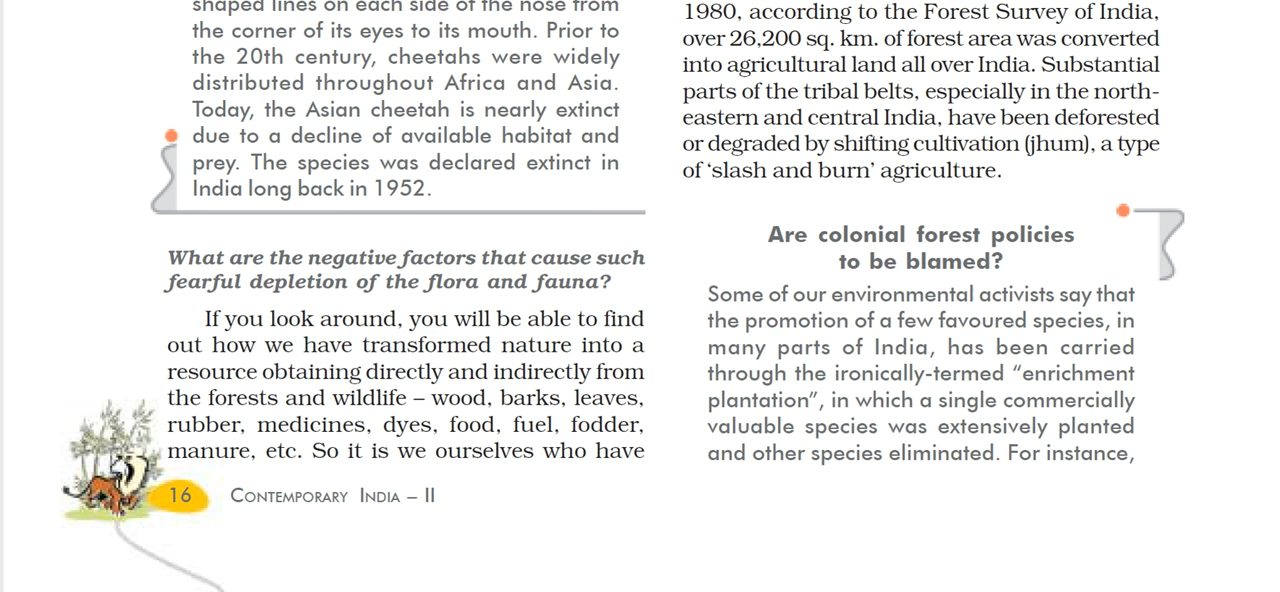 shaped lines on each side of the nose from
the corner of its eyes to its mouth. Prior to
the 20th century, cheetahs were widely
distributed throughout Africa and Asia.
Today, the Asian cheetah is nearly extinct
due to a decline of available habitat and
prey. The species was declared extinct in
India long back in 1952.
What are the negative factors that cause such
fearful depletion of the flora and fauna?
If you look around, you will be able to find
out how we have transformed nature into a
resource obtaining directly and indirectly from
the forests and wildlife – wood, barks, leaves,
rubber, medicines, dyes, food, fuel, fodder,
manure, etc. So it is we ourselves who have
1980, according to the Forest Survey of India,
over 26,200 sq. km. of forest area was converted
into agricultural land all over India. Substantial
parts of the tribal belts, especially in the north-
eastern and central India, have been deforested
or degraded by shifting cultivation (jhum), a type
of ‘slash and burn’ agriculture.
Are colonial forest policies
to be blamed?
Some of our environmental activists say that
the promotion of a few favoured species, in
many parts of India, has been carried
through the ironically-termed “enrichment
plantation”, in which a single commercially
valuable species was extensively planted
and other species eliminated. For instance,
16 Contemporary India – II